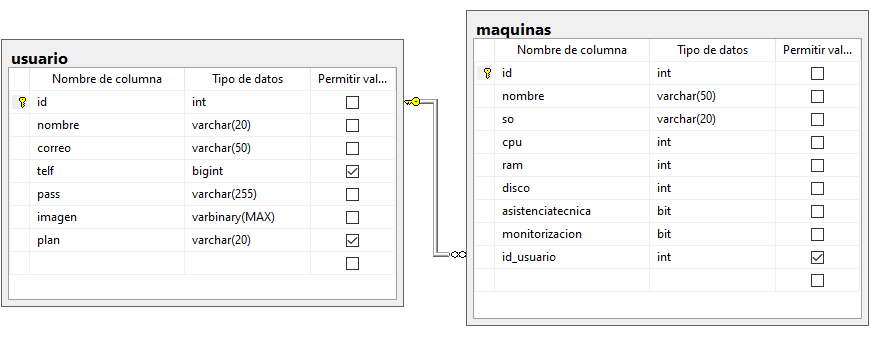 usuario
Nombre de columna Tipo de datos Permitir val...
id int
nombre varchar(20)
correo varchar(50)
telf bigint
pass varchar(255)
imagen varbinary(MAX)
plan varchar(20)
maquinas
Nombre de columna Tipo de datos Permitir val...
id int
nombre varchar(50)
so varchar(20)
cpu int
ram int
disco int
asistenciatecnica bit
monitorizacion bit
id_usuario int